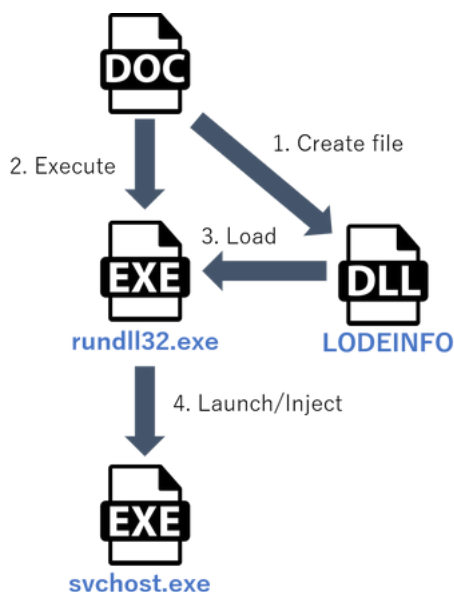 DOC
1. Create file
2. Execute
3. Load
EXE
DLL
rundll32.exe
LODEINFO
4. Launch/Inject
EXE
svchost.exe